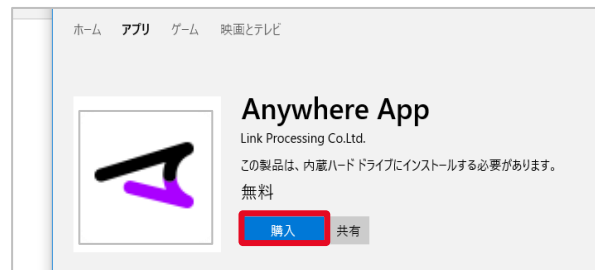 ホーム アプリ ゲーム 映画とテレビ
Anywhere App
Link Processing Co.Ltd.
この製品は、内蔵ハード ドライブにインストールする必要があります。
無料
購入 共有